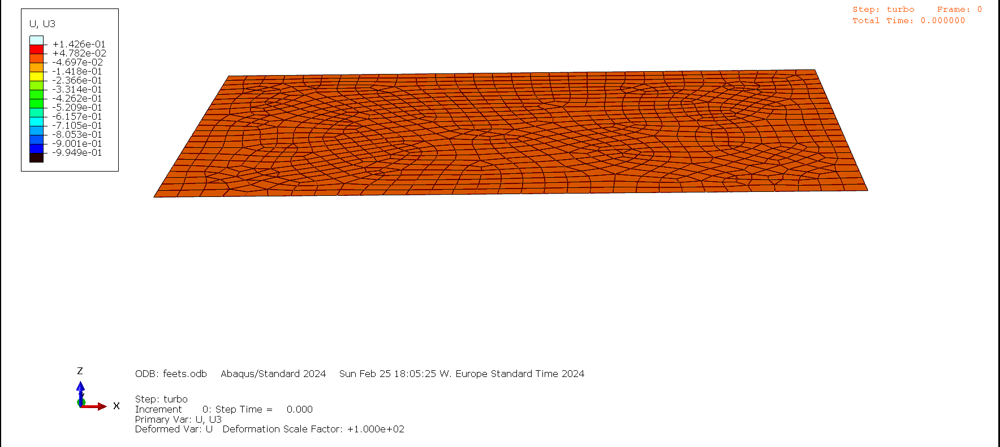 Step: turbo    Frame: 0
Total Time: 0.000000
U, U3
+1.426e-01
+4.782e-02
-4.697e-02
-1.418e-01
-2.366e-01
-3.314e-01
-4.262e-01
-5.209e-01
-6.157e-01
-7.105e-01
-8.053e-01
-9.001e-01
-9.949e-01
Z
X
ODB: feets.odb    Abaqus/Standard 2024    Sun Feb 25 18:05:25 W. Europe Standard Time 2024
Step: turbo
Increment    0: Step Time =    0.000
Primary Var: U, U3
Deformed Var: U   Deformation Scale Factor: +1.000e+02